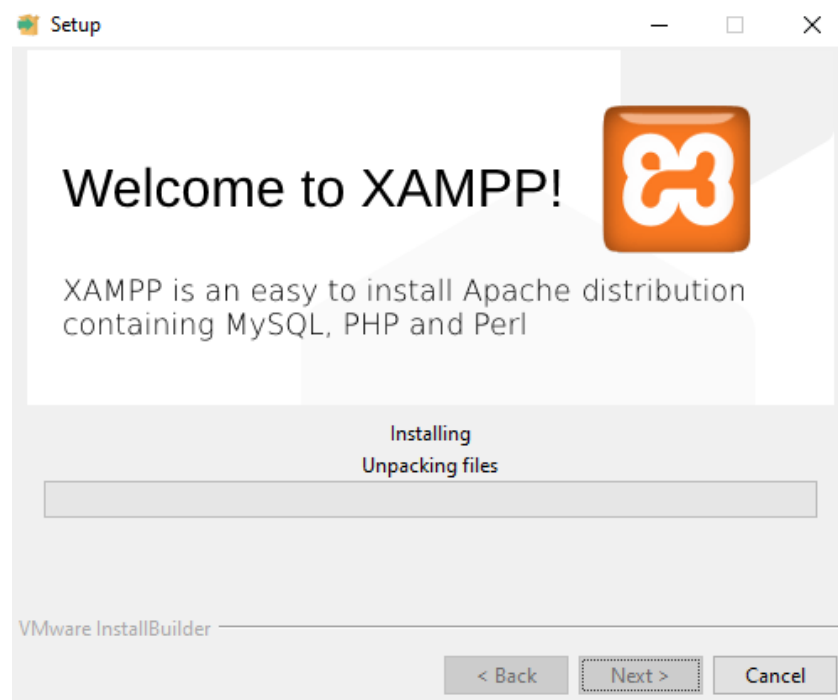 Setup
Welcome to XAMPP!
XAMPP is an easy to install Apache distribution
containing MySQL, PHP and Perl
Installing
Unpacking files
VMware InstallBuilder
< Back
Next >
Cancel